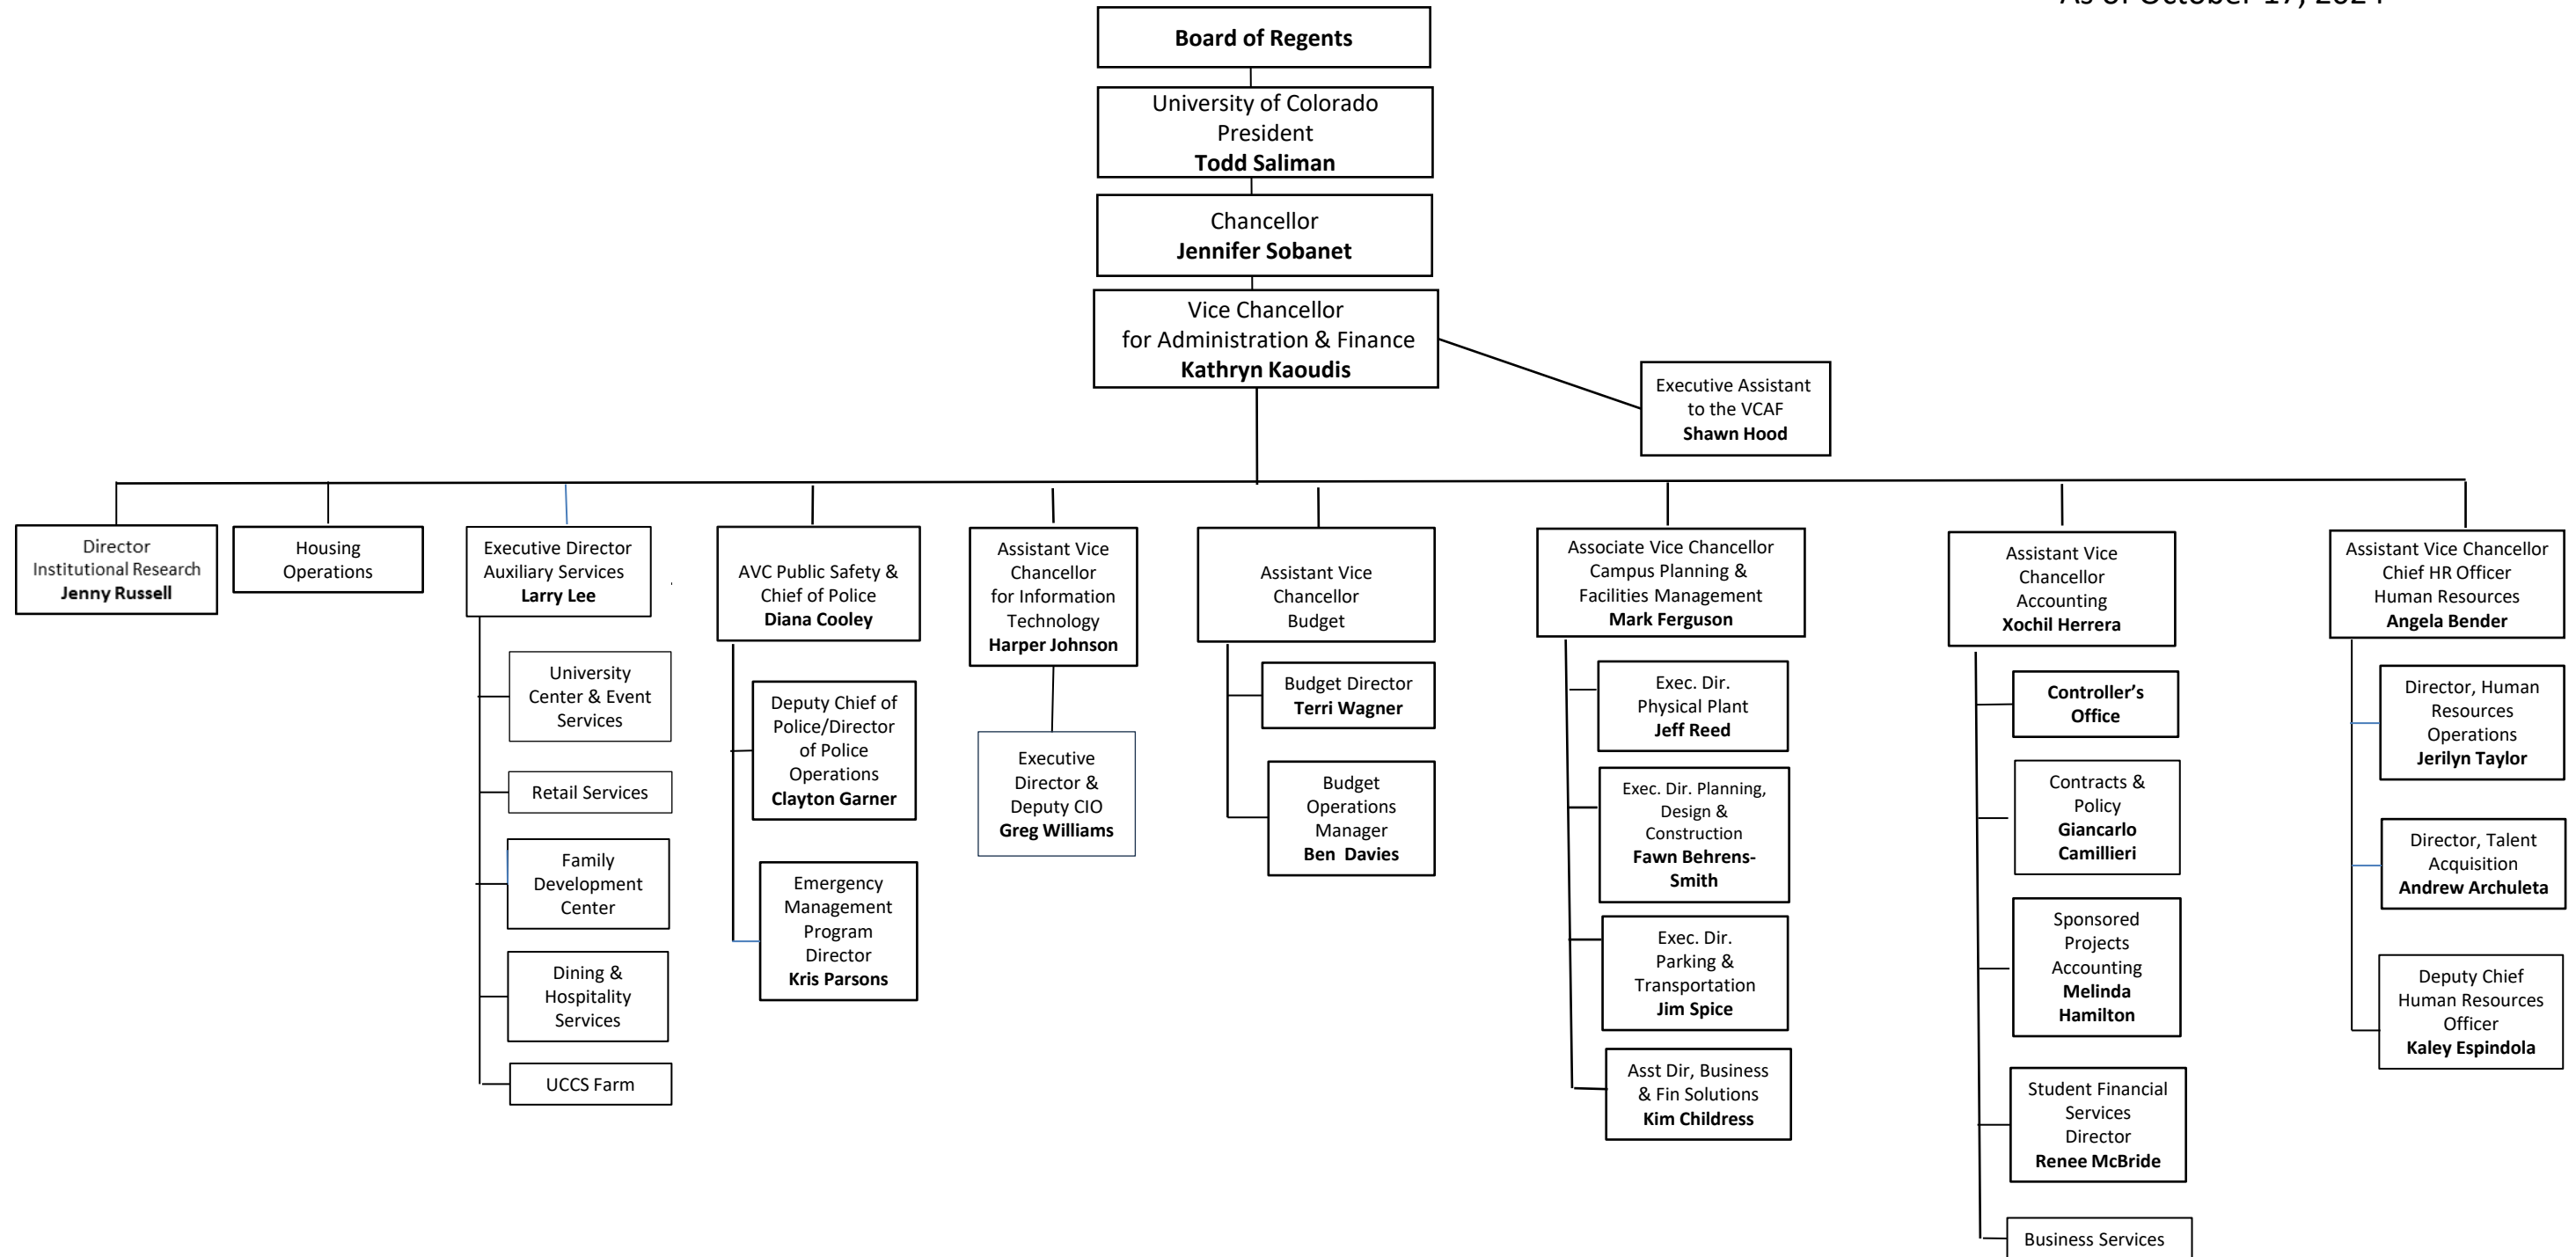 As of October 17, 2024
Board of Regents
University of Colorado
President
Todd Saliman
Chancellor
Jennifer Sobanet
Vice Chancellor
for Administration & Finance
Kathryn Kaoudis
Executive Assistant
to the VCAF
Shawn Hood
Director
Institutional Research
Jenny Russell
Housing
Operations
Executive Director
Auxiliary Services
Larry Lee
University
Center & Event
Services
Retail Services
Family
Development
Center
Dining &
Hospitality
Services
UCCS Farm
AVC Public Safety &
Chief of Police
Diana Cooley
Deputy Chief of
Police/Director
of Police
Operations
Clayton Garner
Emergency
Management
Program
Director
Kris Parsons
Assistant Vice
Chancellor
for Information
Technology
Harper Johnson
Executive
Director &
Deputy CIO
Greg Williams
Assistant Vice
Chancellor
Budget
Budget Director
Terri Wagner
Budget
Operations
Manager
Ben Davies
Associate Vice Chancellor
Campus Planning &
Facilities Management
Mark Ferguson
Exec. Dir.
Physical Plant
Jeff Reed
Exec. Dir. Planning,
Design &
Construction
Fawn Behrens-
Smith
Exec. Dir.
Parking &
Transportation
Jim Spice
Asst Dir, Business
& Fin Solutions
Kim Childress
Assistant Vice
Chancellor
Accounting
Xochil Herrera
Controller’s
Office
Contracts &
Policy
Giancarlo
Camillieri
Sponsored
Projects
Accounting
Melinda
Hamilton
Student Financial
Services
Director
Renee McBride
Business Services
Assistant Vice Chancellor
Chief HR Officer
Human Resources
Angela Bender
Director, Human
Resources
Operations
Jerilyn Taylor
Director, Talent
Acquisition
Andrew Archuleta
Deputy Chief
Human Resources
Officer
Kaley Espindola